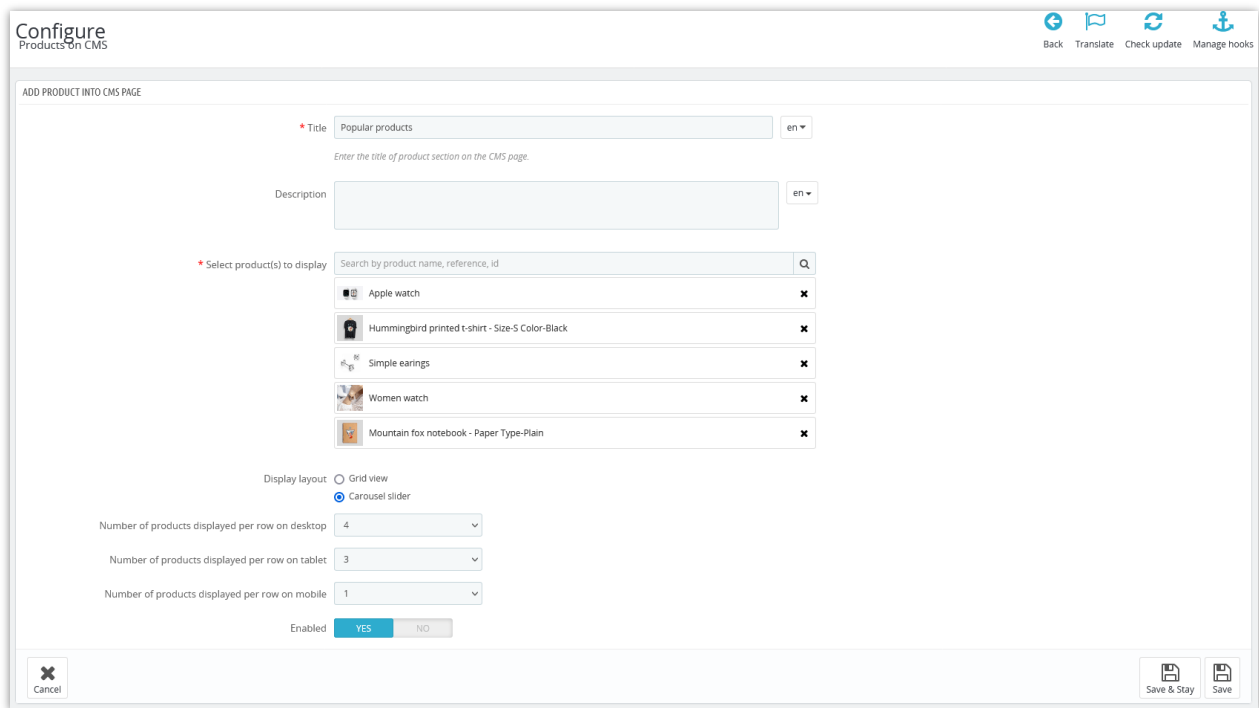 Configure
Products on CMS
Back Translate Check update Manage hooks
ADD PRODUCT INTO CMS PAGE
* Title Popular products en
Enter the title of product section on the CMS page.
Description en
* Select product(s) to display Search by product name, reference, id
Apple watch
Hummingbird printed t-shirt - Size-S Color-Black
Simple earings
Women watch
Mountain fox notebook - Paper Type-Plain
Display layout Grid view
Carousel slider
Number of products displayed per row on desktop 4
Number of products displayed per row on tablet 3
Number of products displayed per row on mobile 1
Enabled YES NO
Cancel Save & Stay Save